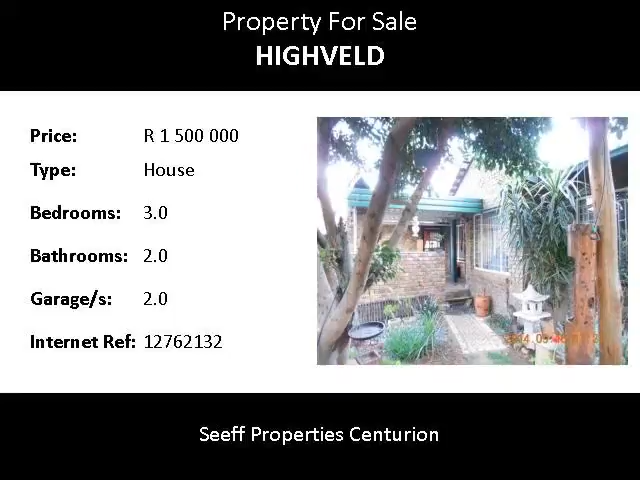 Property For Sale
HIGHVELD
Price: R 1 500 000
Type: House
Bedrooms: 3.0
Bathrooms: 2.0
Garage/s: 2.0
Internet Ref: 12762132
Seeff Properties Centurion